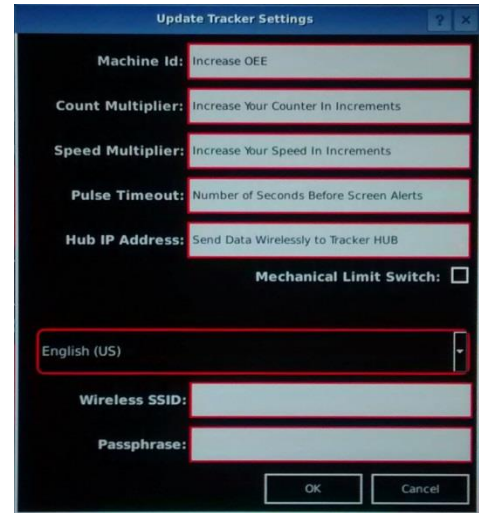 Update Tracker Settings ? ×
Machine Id: Increase OEE
Count Multiplier: Increase Your Counter In Increments
Speed Multiplier: Increase Your Speed In Increments
Pulse Timeout: Number of Seconds Before Screen Alerts
Hub IP Address: Send Data Wirelessly to Tracker HUB
Mechanical Limit Switch:
English (US)
Wireless SSID:
Passphrase:
OK Cancel